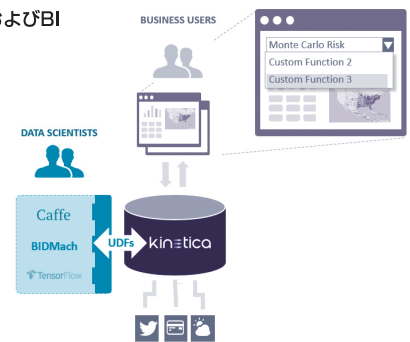 およびBI
BUSINESS USERS
Monte Carlo Risk
Custom Function 2
Custom Function 3
DATA SCIENTISTS
Caffe
BIDMach
TensorFlow
UDFs
kinetica